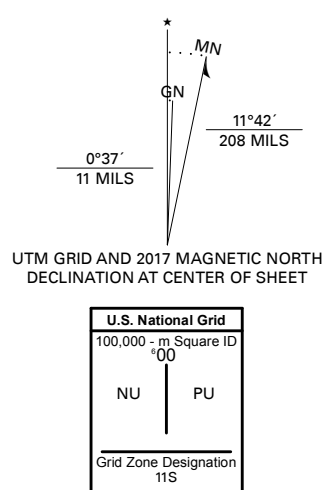 ★
MN
GN
11°42´
208 MILS
0°37´
11 MILS
UTM GRID AND 2017 MAGNETIC NORTH
DECLINATION AT CENTER OF SHEET
U.S. National Grid
100,000 - m Square ID
⁶00
NU PU
Grid Zone Designation
11S